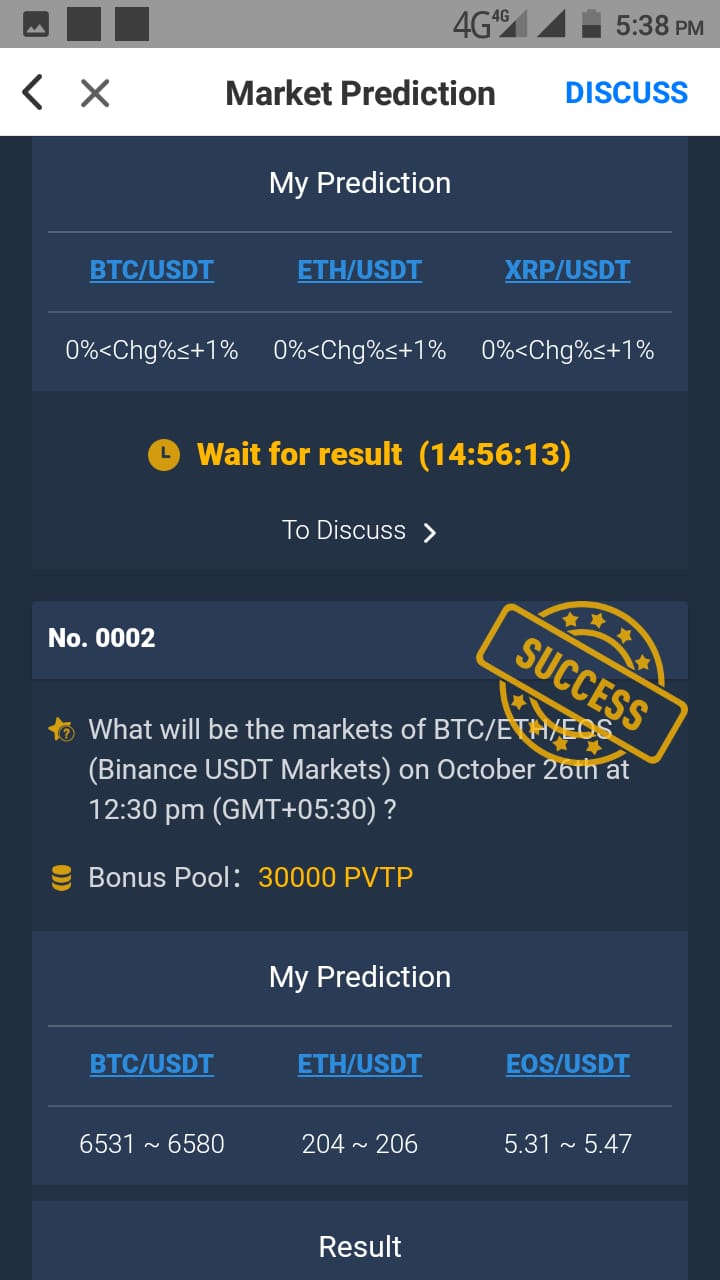 4G 4G 5:38 PM
Market Prediction DISCUSS
My Prediction
BTC/USDT ETH/USDT XRP/USDT
0%<Chg%≤+1% 0%<Chg%≤+1% 0%<Chg%≤+1%
Wait for result (14:56:13)
To Discuss
No. 0002
SUCCESS
What will be the markets of BTC/ETH/EOS
(Binance USDT Markets) on October 26th at
12:30 pm (GMT+05:30) ?
Bonus Pool: 30000 PVTP
My Prediction
BTC/USDT ETH/USDT EOS/USDT
6531 ~ 6580 204 ~ 206 5.31 ~ 5.47
Result